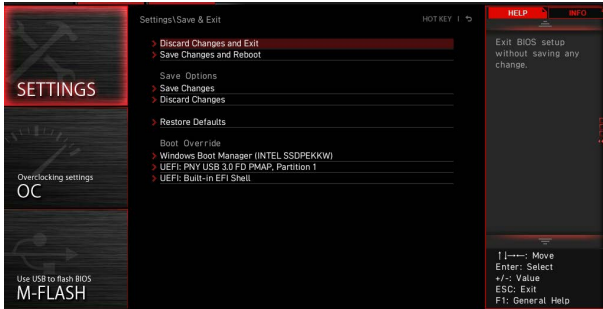 Settings\Save & Exit
HOT KEY |
HELP
INFO
SETTINGS
Discard Changes and Exit
Save Changes and Reboot
Save Options
Save Changes
Discard Changes
Restore Defaults
Boot Override
Windows Boot Manager (INTEL SSDPEKKW)
UEFI: PNY USB 3.0 FD PMAP, Partition 1
UEFI: Built-in EFI Shell
Exit BIOS setup
without saving any
change.
Overclocking settings
OC
Use USB to flash BIOS
M-FLASH
↑↓→←: Move
Enter: Select
+/-: Value
ESC: Exit
F1: General Help